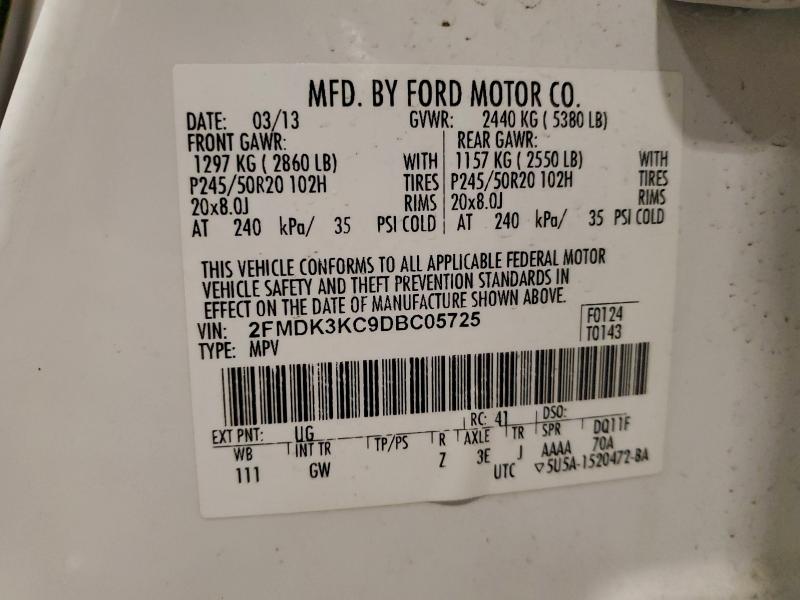 MFD. BY FORD MOTOR CO.
DATE: 03/13 GVWR: 2440 KG ( 5380 LB)
FRONT GAWR: REAR GAWR:
1297 KG ( 2860 LB) WITH 1157 KG ( 2550 LB) WITH
P245/50R20 102H TIRES P245/50R20 102H TIRES
20x8.0J RIMS 20x8.0J RIMS
AT 240 kPa/ 35 PSI COLD AT 240 kPa/ 35 PSI COLD
THIS VEHICLE CONFORMS TO ALL APPLICABLE FEDERAL MOTOR
VEHICLE SAFETY AND THEFT PREVENTION STANDARDS IN
EFFECT ON THE DATE OF MANUFACTURE SHOWN ABOVE.
VIN: 2FMDK3KC9DBC05725 F0124
TYPE: MPV T0143
EXT PNT: UG RC: 41 DSO:
WB INT TR TP/PS R AXLE TR SPR DQ11F
111 GW Z 3E J AAAA 70A
UTC ▽5U5A-1520472-BA